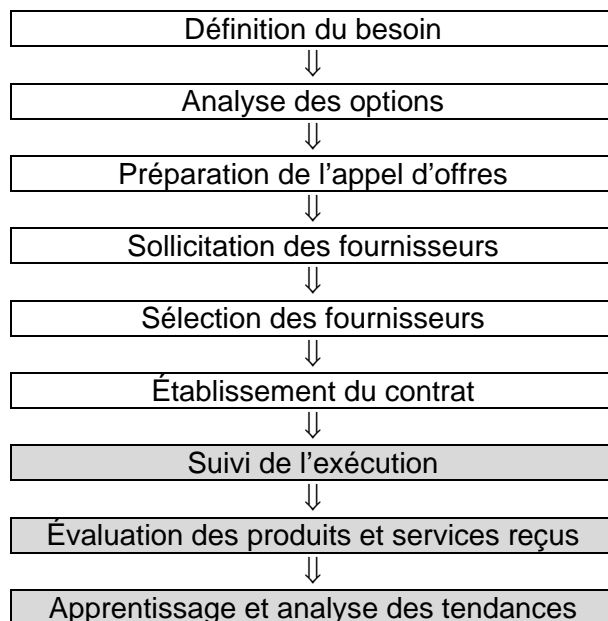 Définition du besoin
⇓
Analyse des options
⇓
Préparation de l'appel d'offres
⇓
Sollicitation des fournisseurs
⇓
Sélection des fournisseurs
⇓
Établissement du contrat
⇓
Suivi de l'exécution
⇓
Évaluation des produits et services reçus
⇓
Apprentissage et analyse des tendances